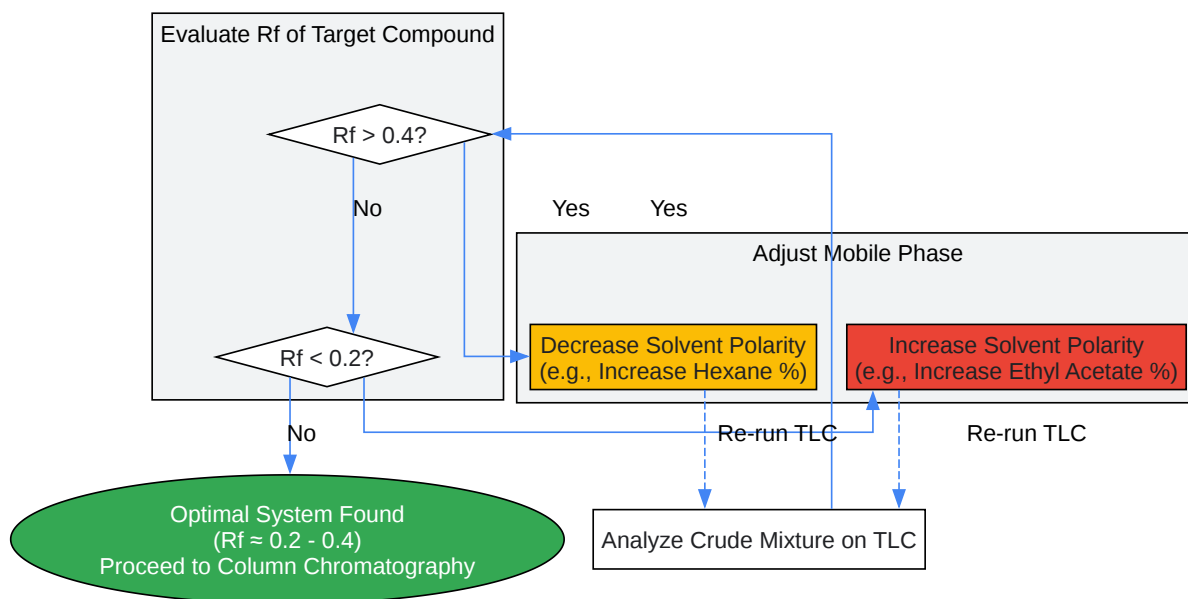 Evaluate Rf of Target Compound
Rf > 0.4?
No
Yes
Yes
Adjust Mobile Phase
Rf < 0.2?
Decrease Solvent Polarity
(e.g., Increase Hexane %)
Increase Solvent Polarity
(e.g., Increase Ethyl Acetate %)
No
Re-run TLC
Re-run TLC
Optimal System Found
(Rf ≈ 0.2 - 0.4)
Proceed to Column Chromatography
Analyze Crude Mixture on TLC